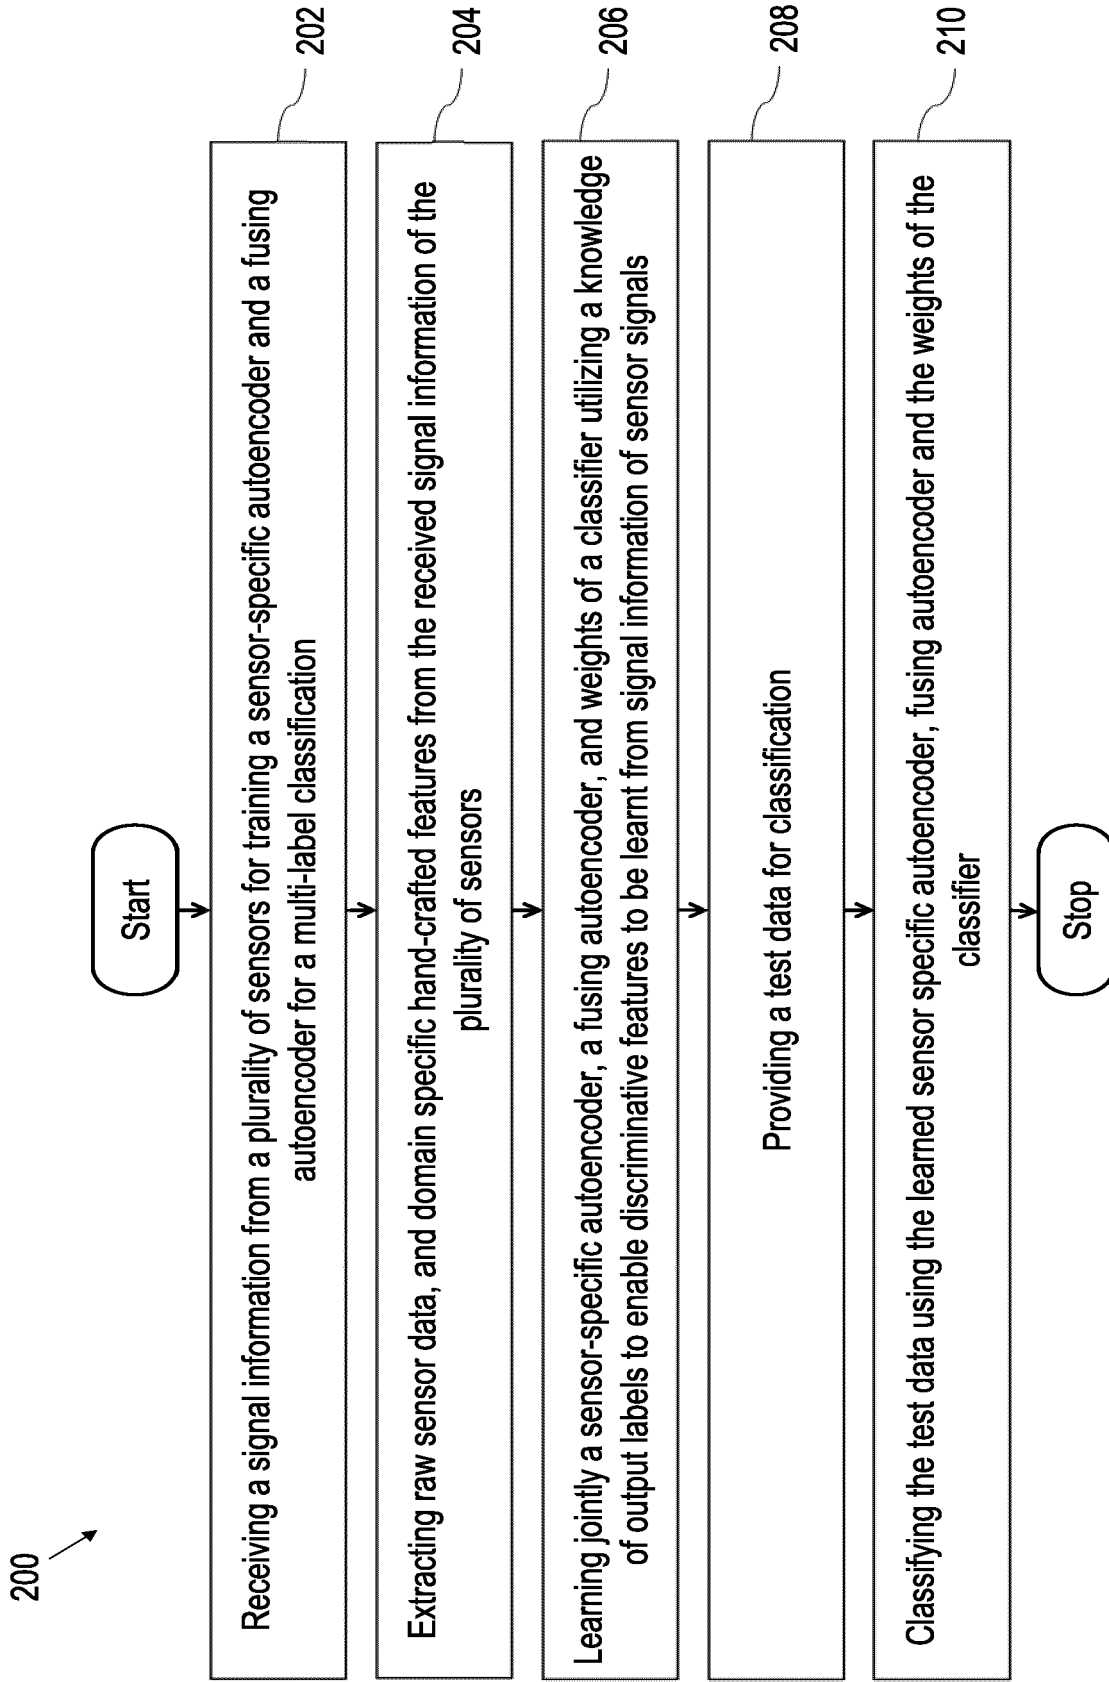 200
Start
Receiving a signal information from a plurality of sensors for training a sensor-specific autoencoder and a fusing
autoencoder for a multi-label classification
202
Extracting raw sensor data, and domain specific hand-crafted features from the received signal information of the
plurality of sensors
204
Learning jointly a sensor-specific autoencoder, a fusing autoencoder, and weights of a classifier utilizing a knowledge
of output labels to enable discriminative features to be learnt from signal information of sensor signals
206
Providing a test data for classification
208
Classifying the test data using the learned sensor specific autoencoder, fusing autoencoder and the weights of the
classifier
210
Stop